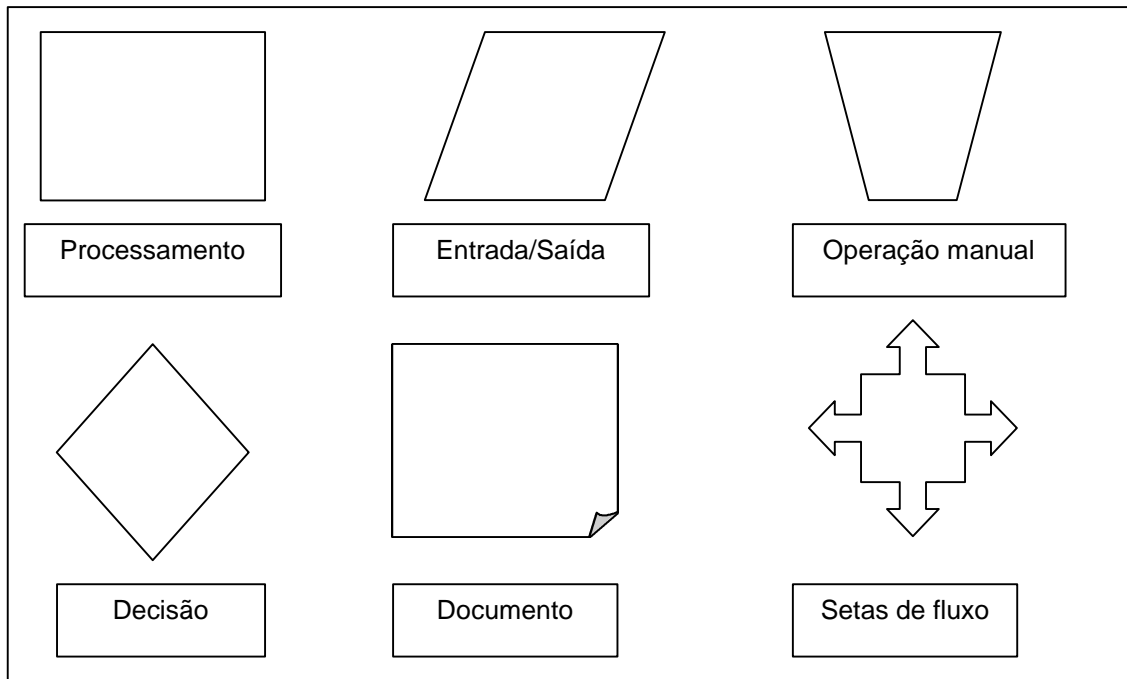 Processamento
Entrada/Saída
Operação manual
Decisão
Documento
Setas de fluxo